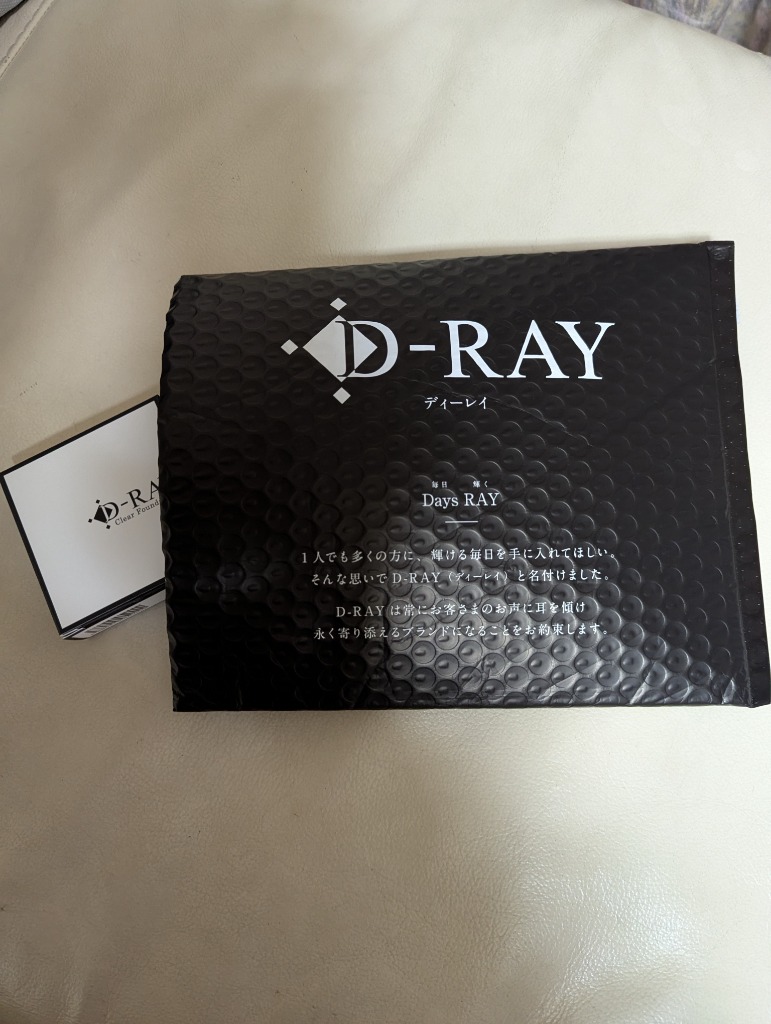 D-RAY
ディーレイ
毎日 輝く
Days RAY
1人でも多くの方に、輝ける毎日を手に入れてほしい。
そんな思いで D-RAY（ディーレイ）と名付けました。
D-RAY は常にお客さまのお声に耳を傾け
永く寄り添えるブランドになることをお約束します。
D-RA
Clear Found